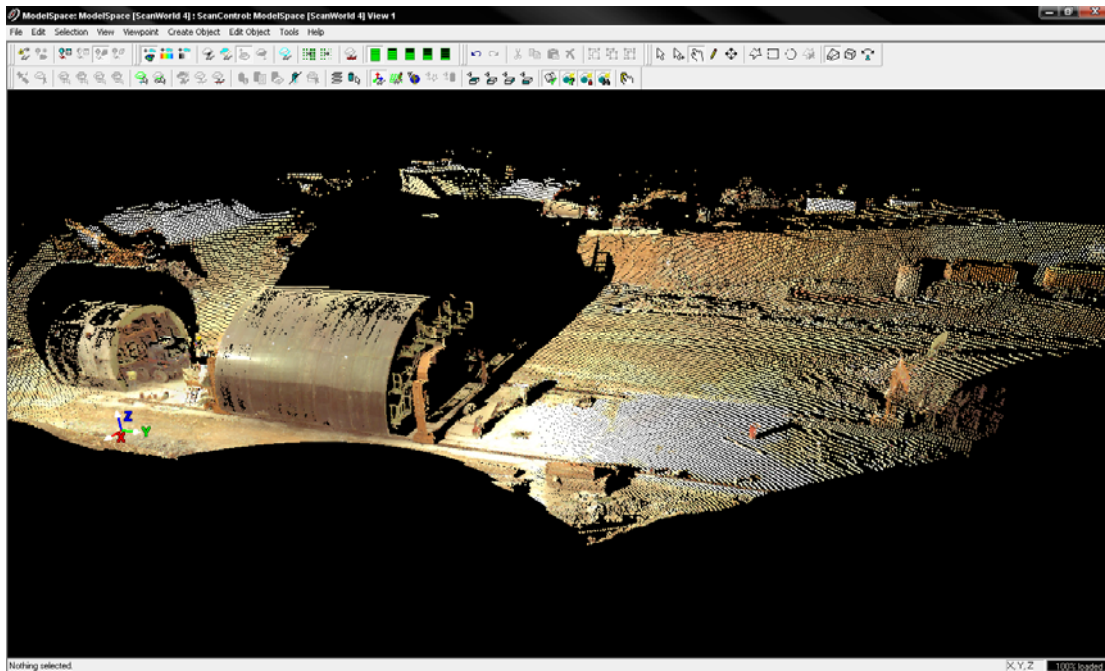 ModelSpace: ModelSpace [ScanWorld 4] : ScanControl: ModelSpace [ScanWorld 4] View 1
File Edit Selection View Viewpoint Create Object Edit Object Tools Help
Z
X Y
Nothing selected.
X,Y,Z 100% loaded